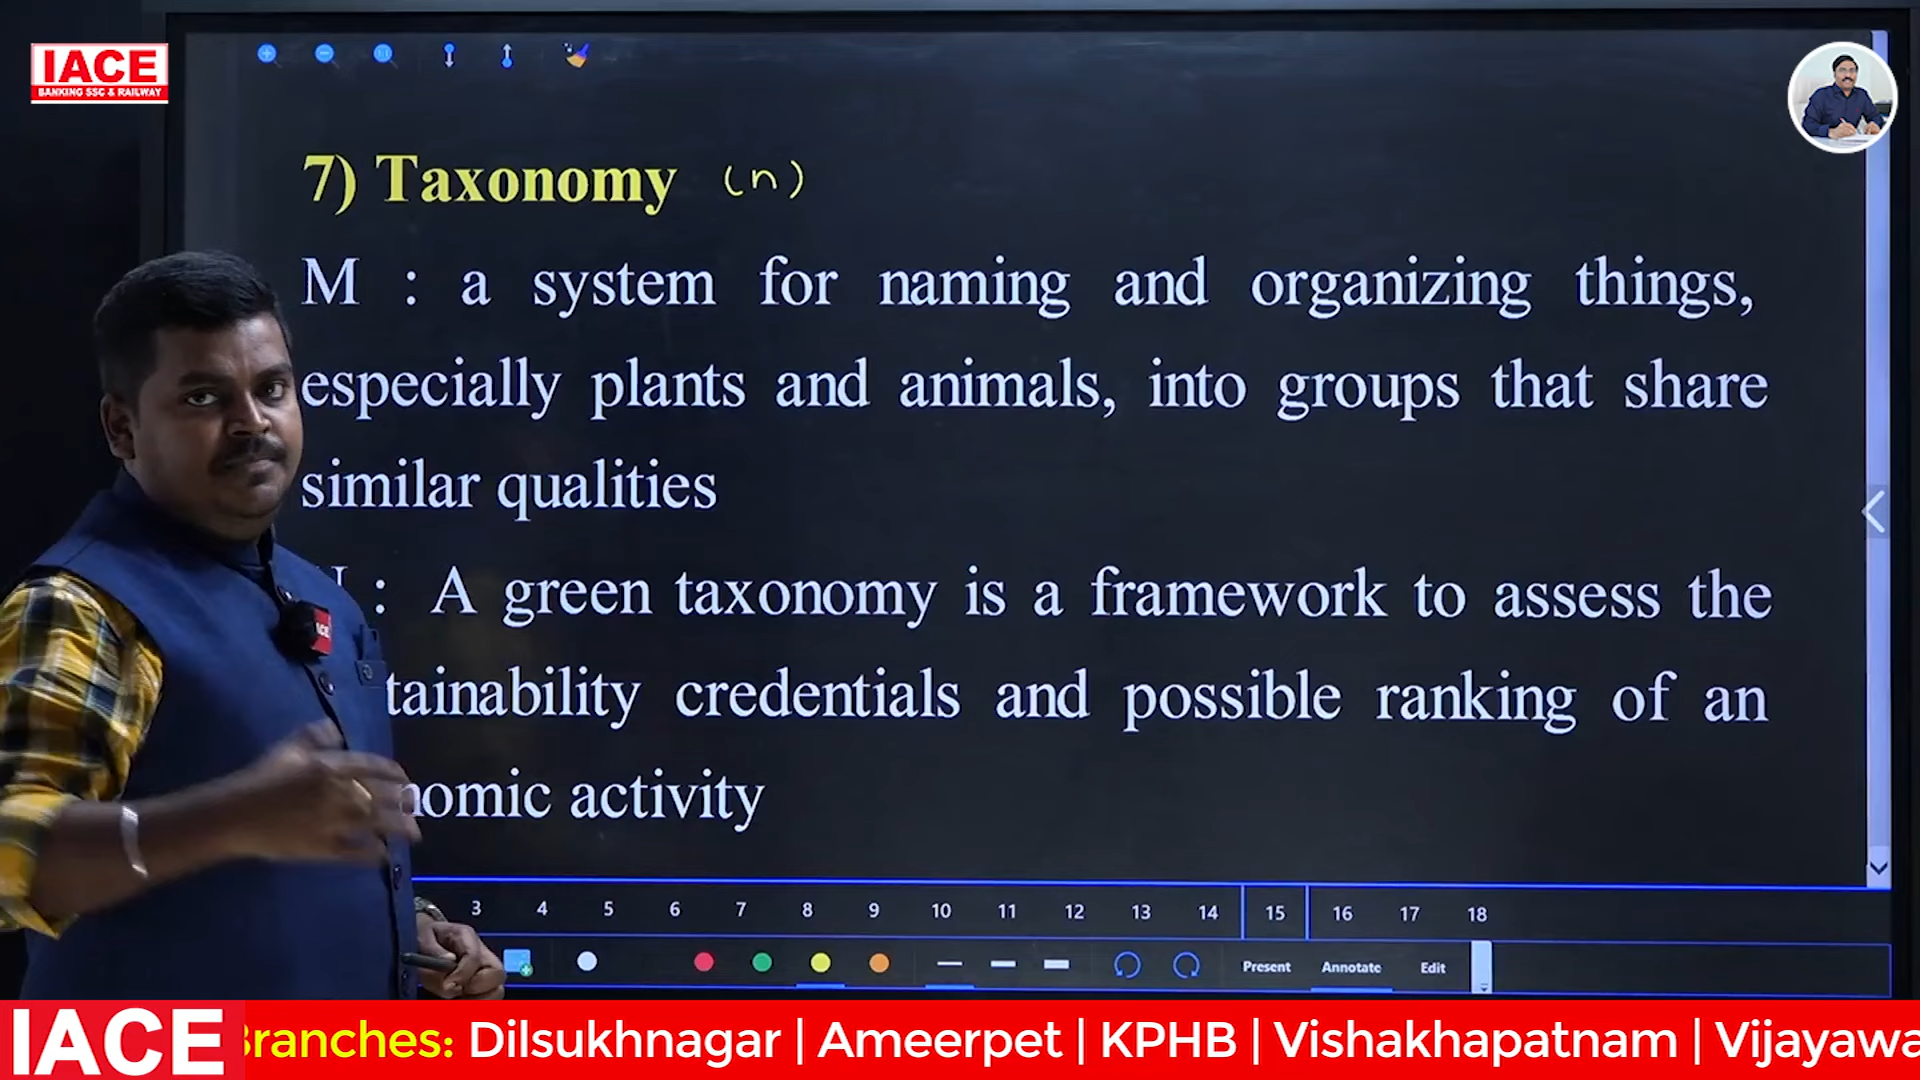 IACE
BANKING SSC & RAILWAY
7) Taxonomy (n)
M : a system for naming and organizing things,
especially plants and animals, into groups that share
similar qualities
: A green taxonomy is a framework to assess the
tainability credentials and possible ranking of an
nomic activity
3 4 5 6 7 8 9 10 11 12 13 14 15 16 17 18
Present Annotate Edit
IACE
IACE Branches: Dilsukhnagar | Ameerpet | KPHB | Vishakhapatnam | Vijayawa